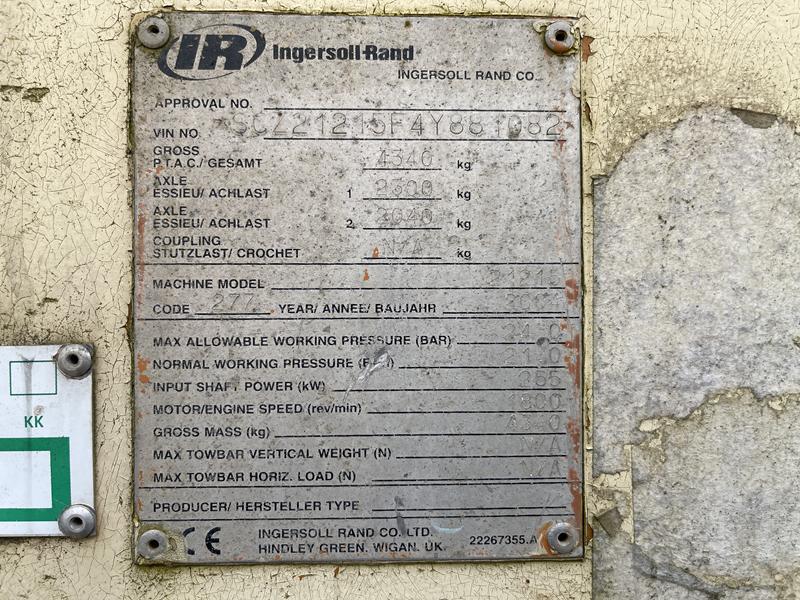 IR Ingersoll-Rand
INGERSOLL RAND CO.
APPROVAL NO.
VIN NO.
GROSS
P.T.A.C./ GESAMT 4340 kg
AXLE
ESSIEU/ ACHLAST 1 2300 kg
AXLE
ESSIEU/ ACHLAST 2 2040 kg
COUPLING
STUTZLAST/ CROCHET N/A kg
MACHINE MODEL
CODE 277 YEAR/ ANNEE/ BAUJAHR
MAX ALLOWABLE WORKING PRESSURE (BAR)
NORMAL WORKING PRESSURE
INPUT SHAFT POWER (kW)
MOTOR/ENGINE SPEED (rev/min) 1800
GROSS MASS (kg)
MAX TOWBAR VERTICAL WEIGHT (N) N/A
MAX TOWBAR HORIZ. LOAD (N) N/A
PRODUCER/ HERSTELLER TYPE
CE INGERSOLL RAND CO. LTD.
HINDLEY GREEN. WIGAN. UK. 22267355.A
KK